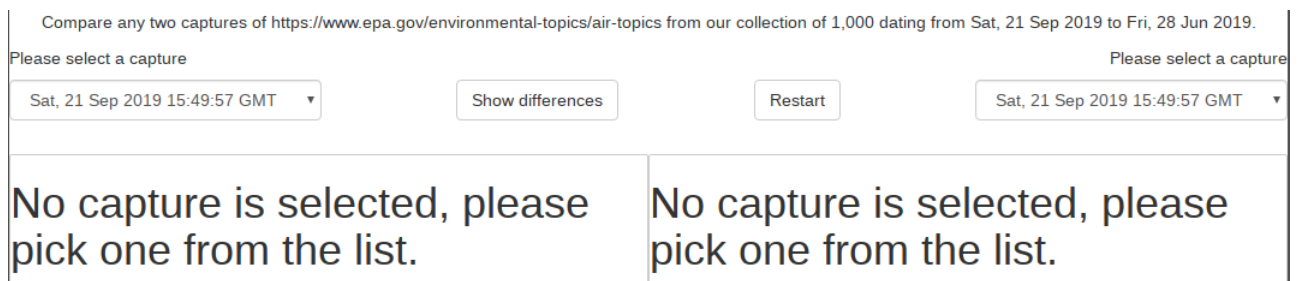 Compare any two captures of https://www.epa.gov/environmental-topics/air-topics from our collection of 1,000 dating from Sat, 21 Sep 2019 to Fri, 28 Jun 2019.
Please select a capture
Please select a capture
Sat, 21 Sep 2019 15:49:57 GMT
Show differences
Restart
Sat, 21 Sep 2019 15:49:57 GMT
No capture is selected, please
pick one from the list.
No capture is selected, please
pick one from the list.